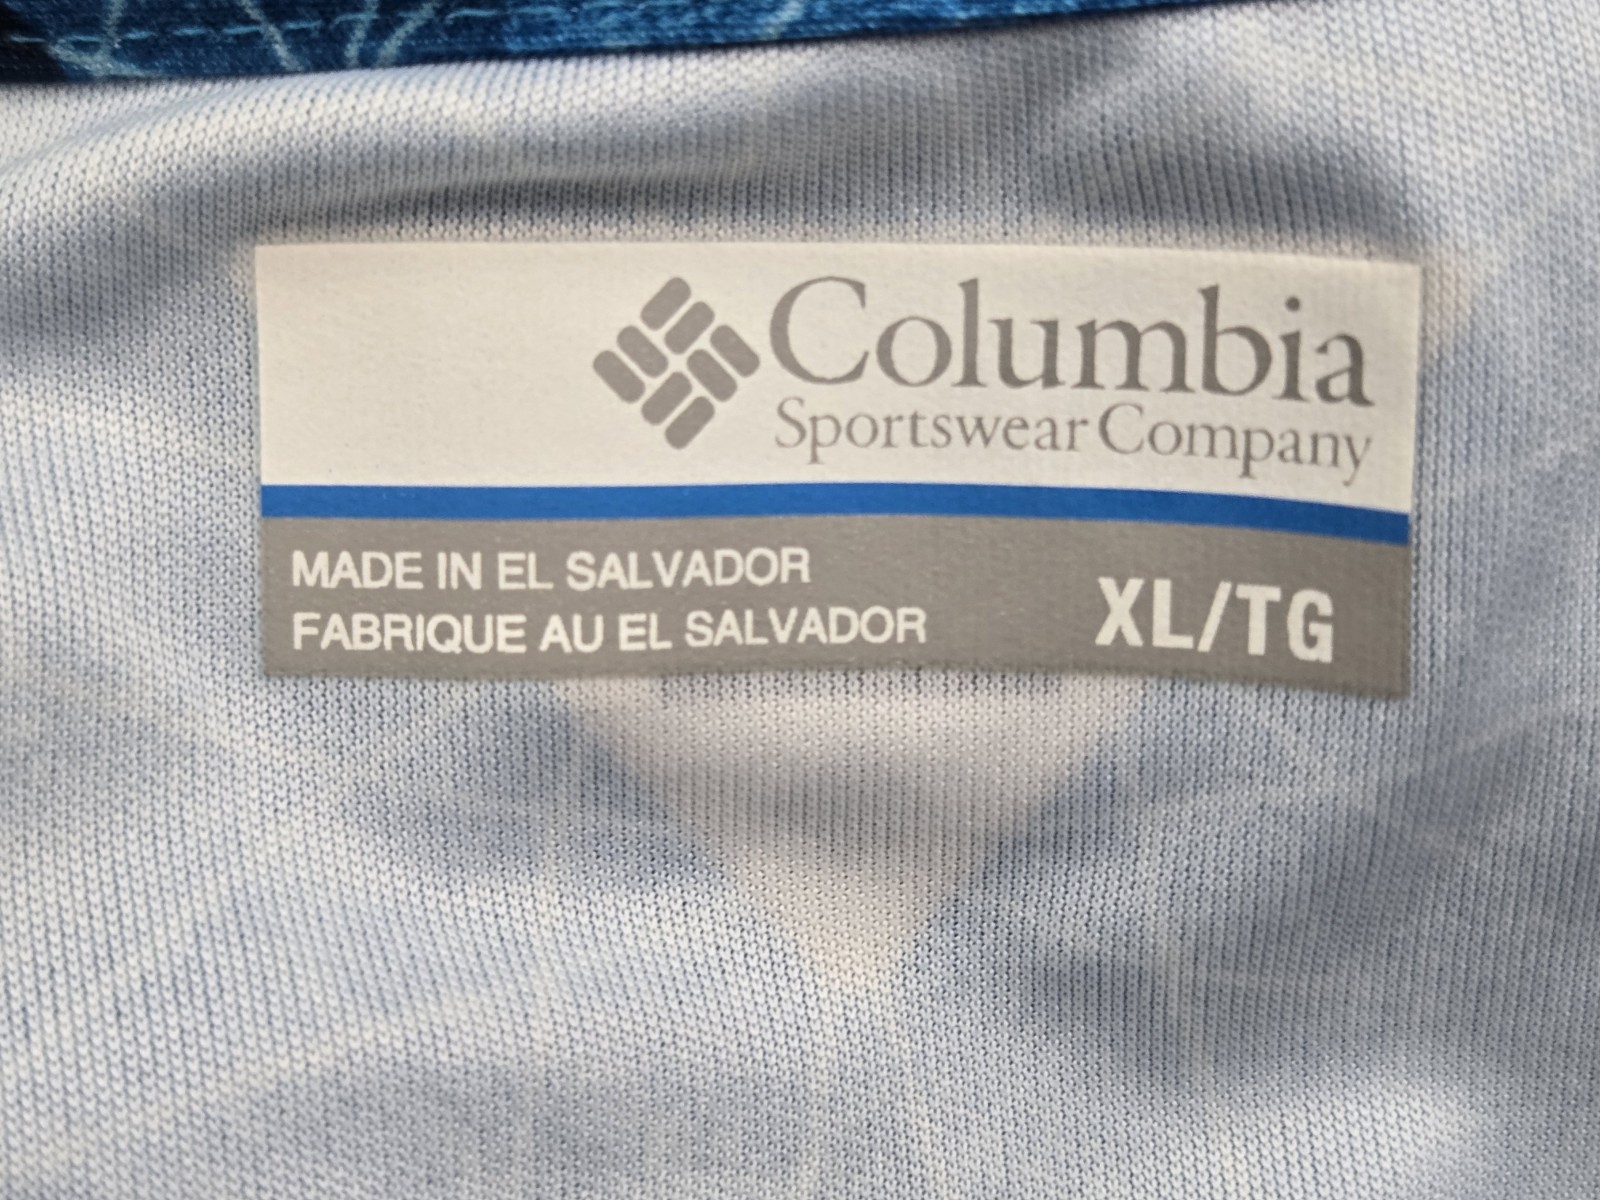 Columbia
Sportswear Company
MADE IN EL SALVADOR
FABRIQUE AU EL SALVADOR
XL/TG